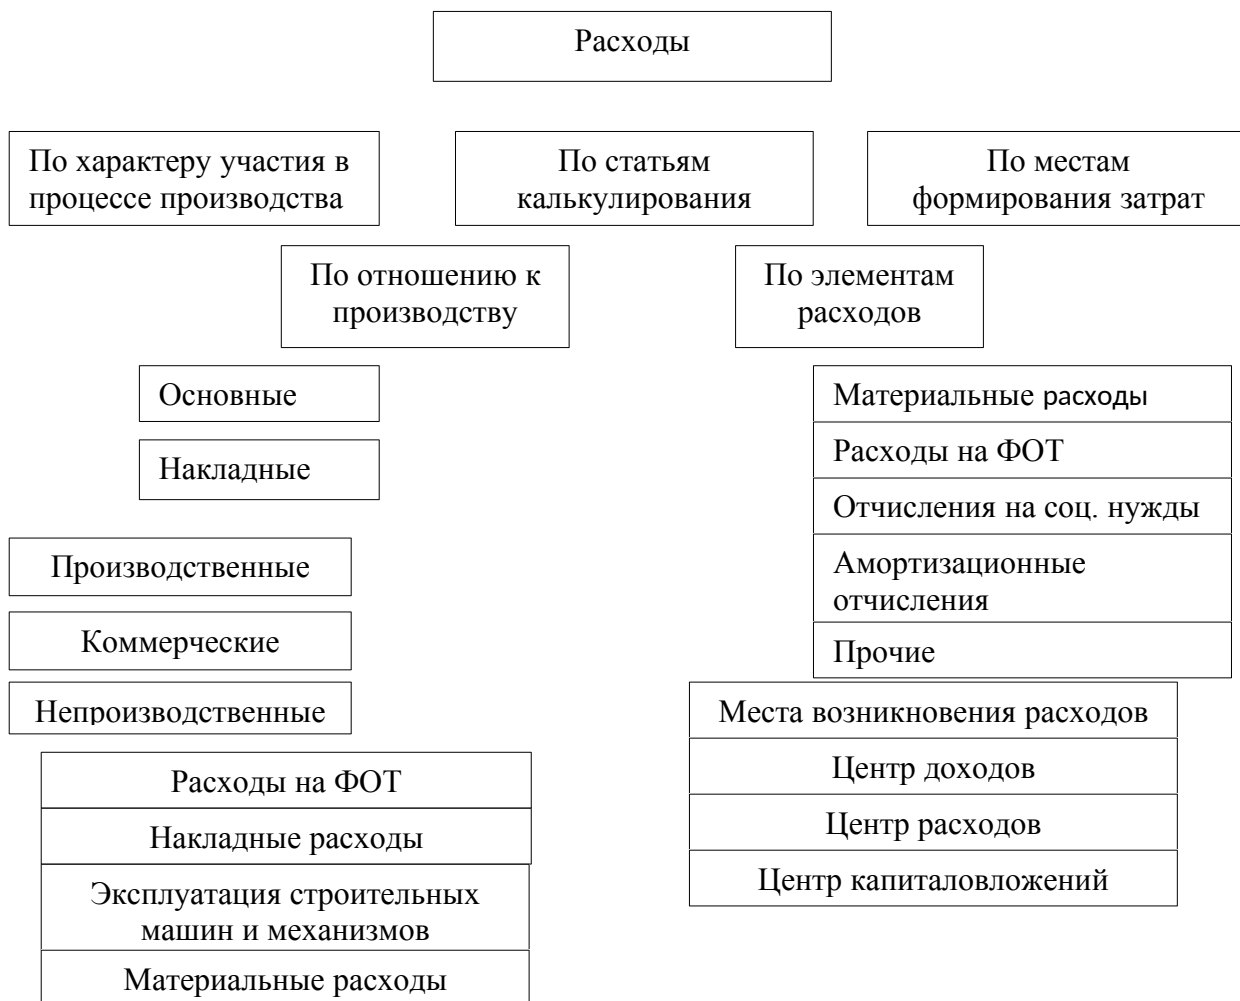 Расходы
По характеру участия в
процессе производства
По статьям
калькулирования
По местам
формирования затрат
По отношению к
производству
По элементам
расходов
Основные
Накладные
Производственные
Коммерческие
Непроизводственные
Материальные расходы
Расходы на ФОТ
Отчисления на соц. нужды
Амортизационные
отчисления
Прочие
Расходы на ФОТ
Накладные расходы
Эксплуатация строительных
машин и механизмов
Материальные расходы
Места возникновения расходов
Центр доходов
Центр расходов
Центр капиталовложений